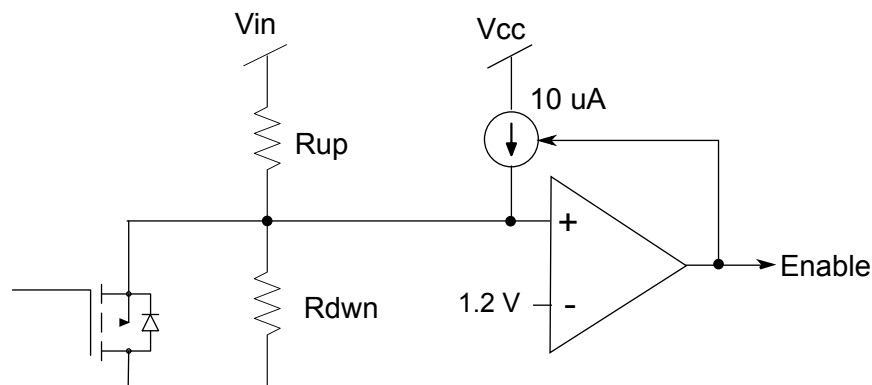 Vin
Vcc
10 uA
Rup
+
Enable
1.2 V
-
Rdwn